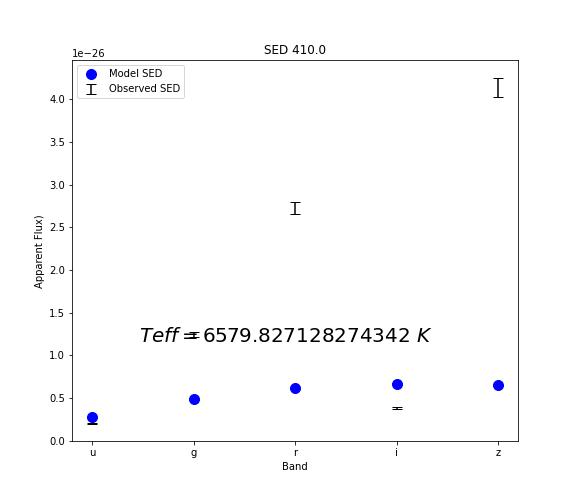 SED 410.0
1e−26
Model SED
Observed SED
4.0
3.5
3.0
2.5
2.0
1.5
1.0
0.5
0.0
Apparent Flux)
Teff = 6579.827128274342 K
u g r i z
Band